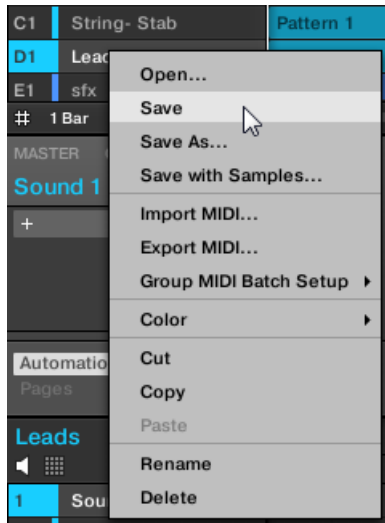 C1 String- Stab Pattern 1
D1 Lead
E1 sfx
1 Bar
MASTER
Sound 1
+
Automatio
Pages
Leads
1 Sou
Open...
Save
Save As...
Save with Samples...
Import MIDI...
Export MIDI...
Group MIDI Batch Setup
Color
Cut
Copy
Paste
Rename
Delete